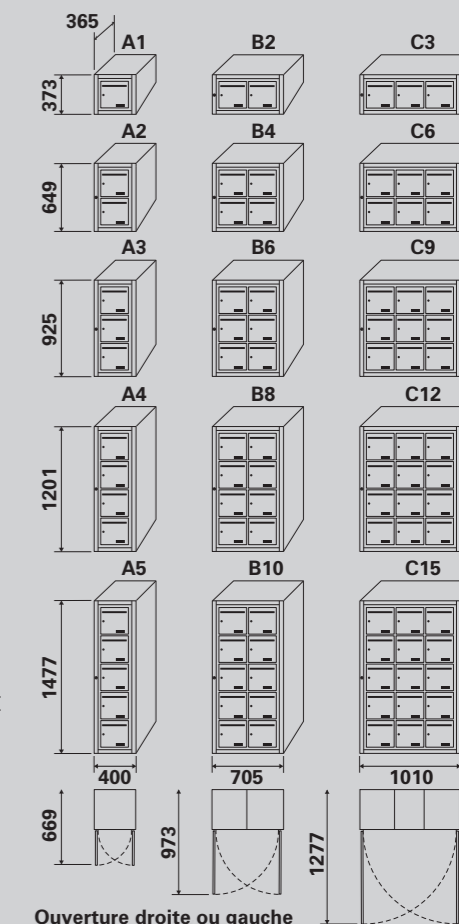 365
A1 B2 C3
373
A2 B4 C6
649
A3 B6 C9
925
A4 B8 C12
1201
A5 B10 C15
1477
400 705 1010
669 973 1277
Ouverture droite ou gauche